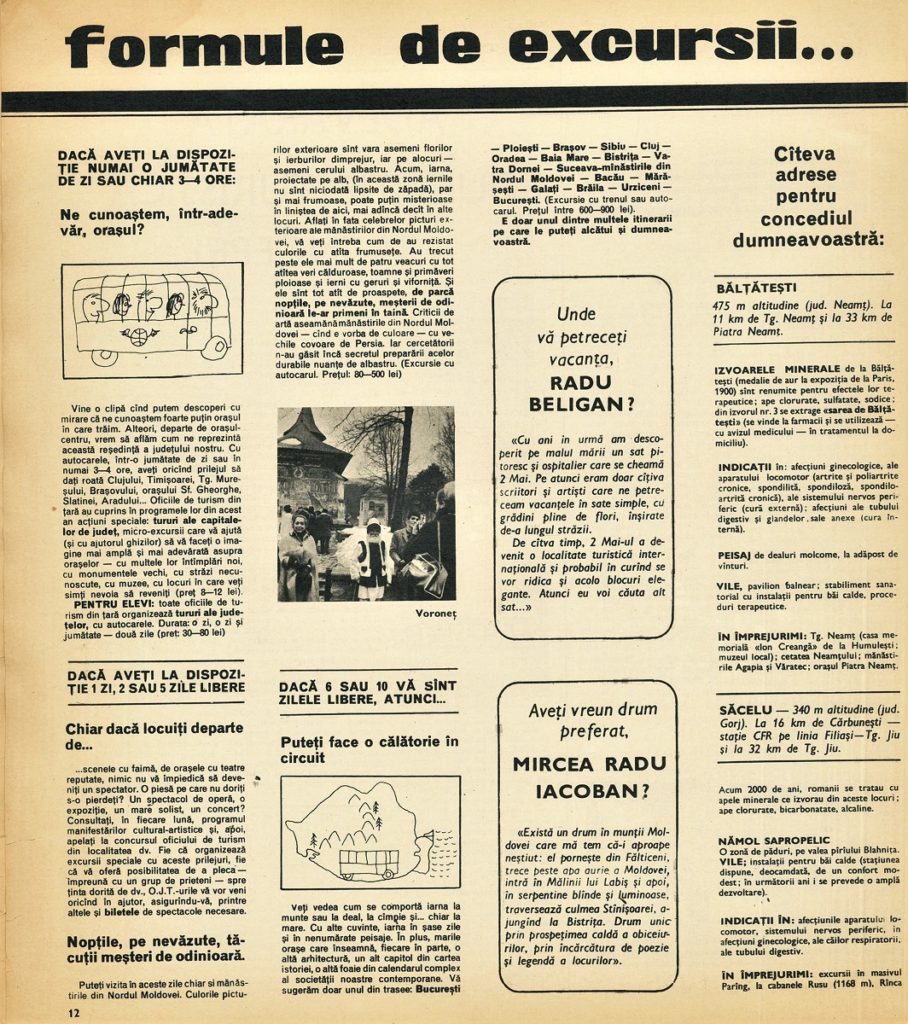 formule de excursii...
DACĂ AVEȚI LA DISPOZI-
ȚIE NUMAI O JUMĂTATE
DE ZI SAU CHIAR 3—4 ORE:
Ne cunoaștem, într-ade-
văr, orașul?
Vine o clipă cînd putem descoperi cu
mirare că ne cunoaștem foarte puțin orașul
în care trăim. Alteori, departe de orașul-
centru, vrem să aflăm cum ne reprezintă
această reședință a județului nostru. Cu
autocarele, într-o jumătate de zi sau în
numai 3—4 ore, aveți oricînd prilejul să
dați roată Clujului, Timișoarei, Tg. Mure-
șului, Brașovului, orașului Sf. Gheorghe,
Slatinei, Aradului... Oficiile de turism din
țară au cuprins în programele lor din acest
an acțiuni speciale: tururi ale capitale-
lor de județ, micro-excursii care vă ajută
(și cu ajutorul ghizilor) să vă faceți o ima-
gine mai amplă și mai adevărată asupra
orașelor — cu multele lor întîmplări noi,
cu monumentele vechi, cu străzi necu-
noscute, cu muzee, cu locuri în care veți
simți nevoia să reveniți (preț 8—12 lei).
PENTRU ELEVI: toate oficiile de tu-
rism din țară organizează tururi ale jude-
țelor, cu autocarele. Durata: o zi, o zi și
jumătate — două zile (preț: 30—80 lei)
DACĂ AVEȚI LA DISPOZI-
ȚIE 1 ZI, 2 SAU 5 ZILE LIBERE
Chiar dacă locuiți departe
de...
...scenele cu faimă, de orașele cu teatre
reputate, nimic nu vă împiedică să deve-
niți un spectator. O piesă pe care nu doriți
s-o pierdeți? Un spectacol de operă, o
expoziție, un mare solist, un concert?
Consultați, în fiecare lună, programul
manifestărilor cultural-artistice și, apoi,
apelați la concursul oficiului de turism
din localitatea dv. Fie că organizează
excursii speciale cu aceste prilejuri, fie
că vă oferă posibilitatea de a pleca —
împreună cu un grup de prieteni — spre
ținta dorită de dv., O.J.T.-urile vă vor veni
oricînd în ajutor, asigurîndu-vă, printre
altele și biletele de spectacole necesare.
Nopțile, pe nevăzute, tă-
cuții meșteri de odinioară.
Puteți vizita în aceste zile chiar și mănăs-
tirile din Nordul Moldovei. Culorile pictu-
12
rilor exterioare sînt vara asemeni florilor
și ierburilor dimprejur, iar pe alocuri —
asemeni cerului albastru. Acum, iarna,
proiectate pe alb, (în această zonă iernile
nu sînt niciodată lipsite de zăpadă), par
și mai frumoase, poate puțin misterioase
în liniștea de aici, mai adîncă decît în alte
locuri. Aflați în fața celebrelor picturi ex-
terioare ale mănăstirilor din Nordul Moldo-
vei, vă veți întreba cum de au rezistat
culorile cu atîta frumusețe. Au trecut
peste ele mai mult de patru veacuri cu tot
atîtea veri călduroase, toamne și primăveri
ploioase și ierni cu geruri și viforniță. Și
ele sînt tot atît de proaspete, de parcă
nopțile, pe nevăzute, meșterii de odi-
nioară le-ar primeni în taină. Criticii de
artă aseamănămănăstirile din Nordul Mol-
dovei — cînd e vorba de culoare — cu ve-
chile covoare de Persia. Iar cercetătorii
n-au găsit încă secretul preparării acelor
durabile nuanțe de albastru. (Excursie cu
autocarul. Prețul: 80—500 lei)
Voroneț
DACĂ 6 SAU 10 VĂ SÎNT
ZILELE LIBERE, ATUNCI...
Puteți face o călătorie în
circuit
Veți vedea cum se comportă iarna la
munte sau la deal, la cîmpie și... chiar la
mare. Cu alte cuvinte, iarna în șase zile
și în nenumărate peisaje. În plus, marile
orașe care înseamnă, fiecare în parte, o
altă arhitectură, un alt capitol din cartea
istoriei, o altă foaie din calendarul complex
al societății noastre contemporane. Vă
sugerăm doar unul din trasee: București
— Ploiești — Brașov — Sibiu — Cluj —
Oradea — Baia Mare — Bistrița — Va-
tra Dornei — Suceava-mînăstirile din
Nordul Moldovei — Bacău — Mără-
șești — Galați — Brăila — Urziceni —
București. (Excursie cu trenul sau auto-
carul. Prețul între 600—900 lei).
E doar unul dintre multele itinerarii
pe care le puteți alcătui și dumnea-
voastră.
Unde
vă petreceți
vacanța,
RADU
BELIGAN?
«Cu ani în urmă am desco-
perit pe malul mării un sat pi-
toresc și ospitalier care se cheamă
2 Mai. Pe atunci eram doar cîțiva
scriitori și artiști care ne petre-
ceam vacanțele în sate simple, cu
grădini pline de flori, înșirate
de-a lungul străzii.
De cîtva timp, 2 Mai-ul a de-
venit o localitate turistică inter-
națională și probabil în curînd se
vor ridica și acolo blocuri ele-
gante. Atunci eu voi căuta alt
sat...»
Aveți vreun drum
preferat,
MIRCEA RADU
IACOBAN?
«Există un drum în munții Mol-
dovei care mă tem că-i aproape
neștiut: el pornește din Fălticeni,
trece peste apa aurie a Moldovei,
intră în Mălinii lui Labiș și apoi,
în serpentine blînde și luminoase,
traversează culmea Stînișoarei, a-
jungînd la Bistrița. Drum unic
prin prospețimea caldă a obiceiu-
rilor, prin încărcătura de poezie
și legendă a locurilor».
Cîteva
adrese
pentru
concediul
dumneavoastră:
BĂLȚĂTEȘTI
475 m altitudine (jud. Neamț). La
11 km de Tg. Neamț și la 33 km de
Piatra Neamț.
IZVOARELE MINERALE de la Bălță-
tești (medalie de aur la expoziția de la Paris,
1900) sînt renumite pentru efectele lor te-
rapeutice; ape clorurate, sulfatate, sodice;
din izvorul nr. 3 se extrage «sarea de Bălță-
tești» (se vinde la farmacii și se utilizează —
cu avizul medicului — în tratamentul la do-
miciliu).
INDICAȚII în: afecțiuni ginecologice, ale
aparatului locomotor (artrite și poliartrite
cronice, spondilită, spondiloză, spondilo-
artrită cronică), ale sistemului nervos peri-
feric (cură externă); afecțiuni ale tubului
digestiv și glandelor sale anexe (cura in-
ternă).
PEISAJ de dealuri molcome, la adăpost de
vînturi.
VILE, pavilion balnear; stabiliment sana-
torial cu instalații pentru băi calde, proce-
duri terapeutice.
ÎN ÎMPREJURIMI: Tg. Neamț (casa me-
morială «Ion Creangă» de la Humulești;
muzeul local); cetatea Neamțului; mănăsti-
rile Agapia și Văratec; orașul Piatra Neamț.
SĂCELU — 340 m altitudine (jud.
Gorj). La 16 km de Cărbunești —
stație CFR pe linia Filiași—Tg. Jiu
și la 32 km de Tg. Jiu.
Acum 2000 de ani, romanii se tratau cu
apele minerale ce izvorau din aceste locuri;
ape clorurate, bicarbonatate, alcaline.
NĂMOL SAPROPELIC
O zonă de păduri, pe valea pîrîului Blahnița.
VILE; instalații pentru băi calde (stațiunea
dispune, deocamdată, de un confort mo-
dest; în următorii ani i se prevede o amplă
dezvoltare).
INDICAȚII ÎN: afecțiunile aparatului lo-
comotor, sistemului nervos periferic, în
afecțiuni ginecologice, ale căilor respiratorii,
ale tubului digestiv.
ÎN ÎMPREJURIMI: excursii în masivul
Parîng, la cabanele Rusu (1168 m), Rînca